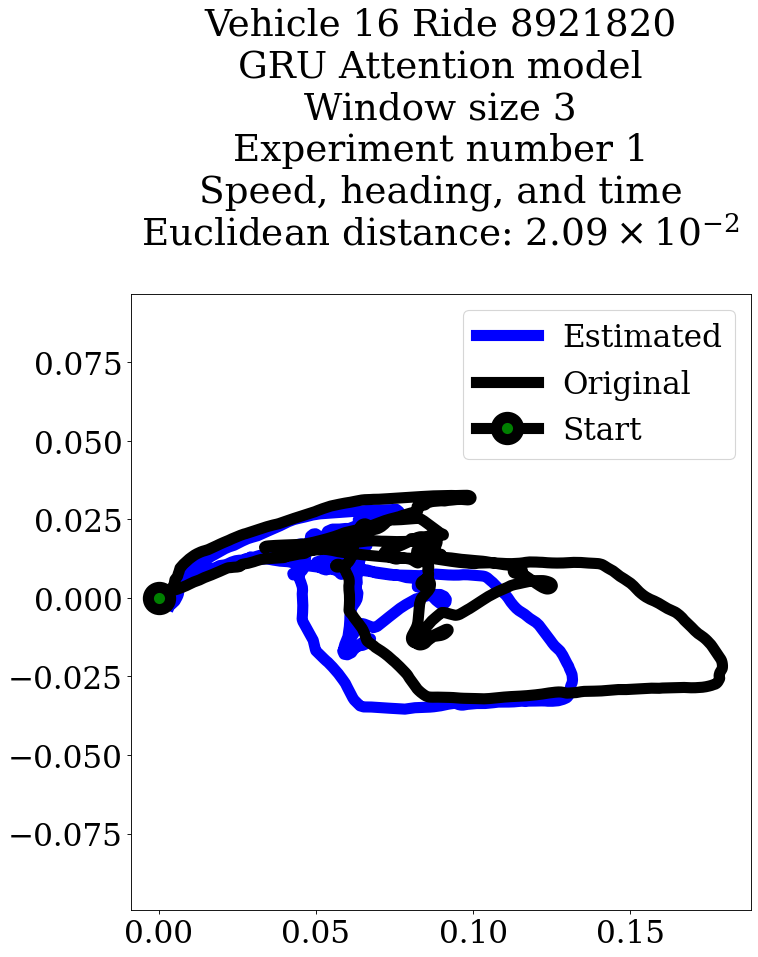 Vehicle 16 Ride 8921820
GRU Attention model
Window size 3
Experiment number 1
Speed, heading, and time
Euclidean distance: 2.09 × 10⁻²
Estimated
Original
Start
0.075
0.050
0.025
0.000
−0.025
−0.050
−0.075
0.00 0.05 0.10 0.15